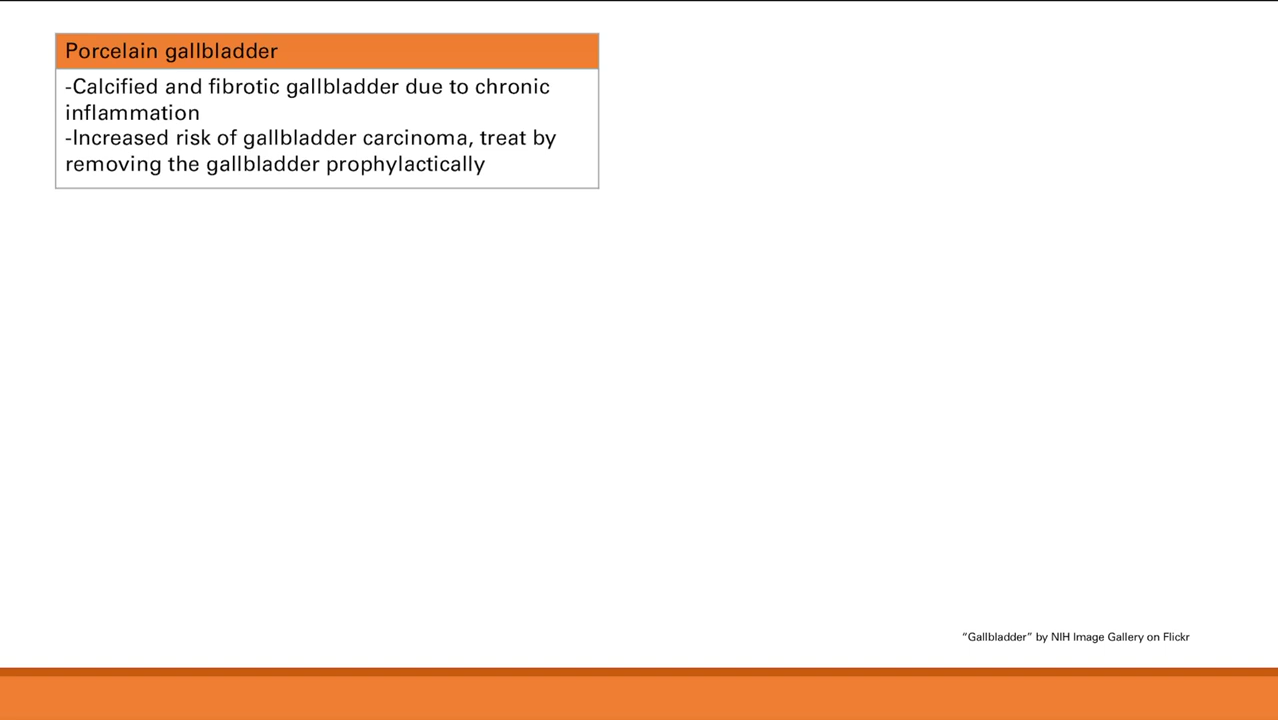 Porcelain gallbladder
-Calcified and fibrotic gallbladder due to chronic
inflammation
-Increased risk of gallbladder carcinoma, treat by
removing the gallbladder prophylactically
“Gallbladder” by NIH Image Gallery on Flickr